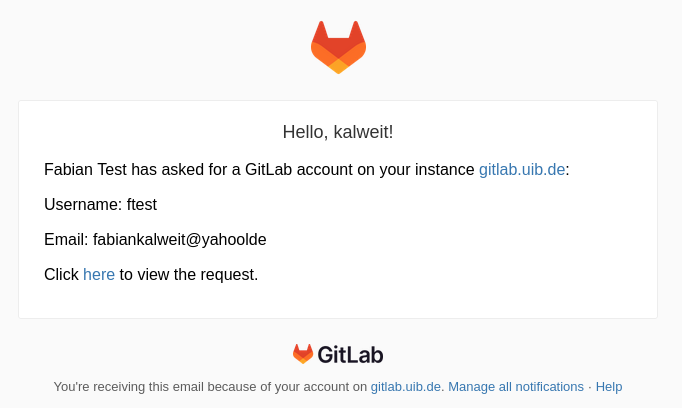 Hello, kalweit!
Fabian Test has asked for a GitLab account on your instance gitlab.uib.de:
Username: ftest
Email: fabiankalweit@yahoolde
Click here to view the request.
GitLab
You're receiving this email because of your account on gitlab.uib.de. Manage all notifications · Help